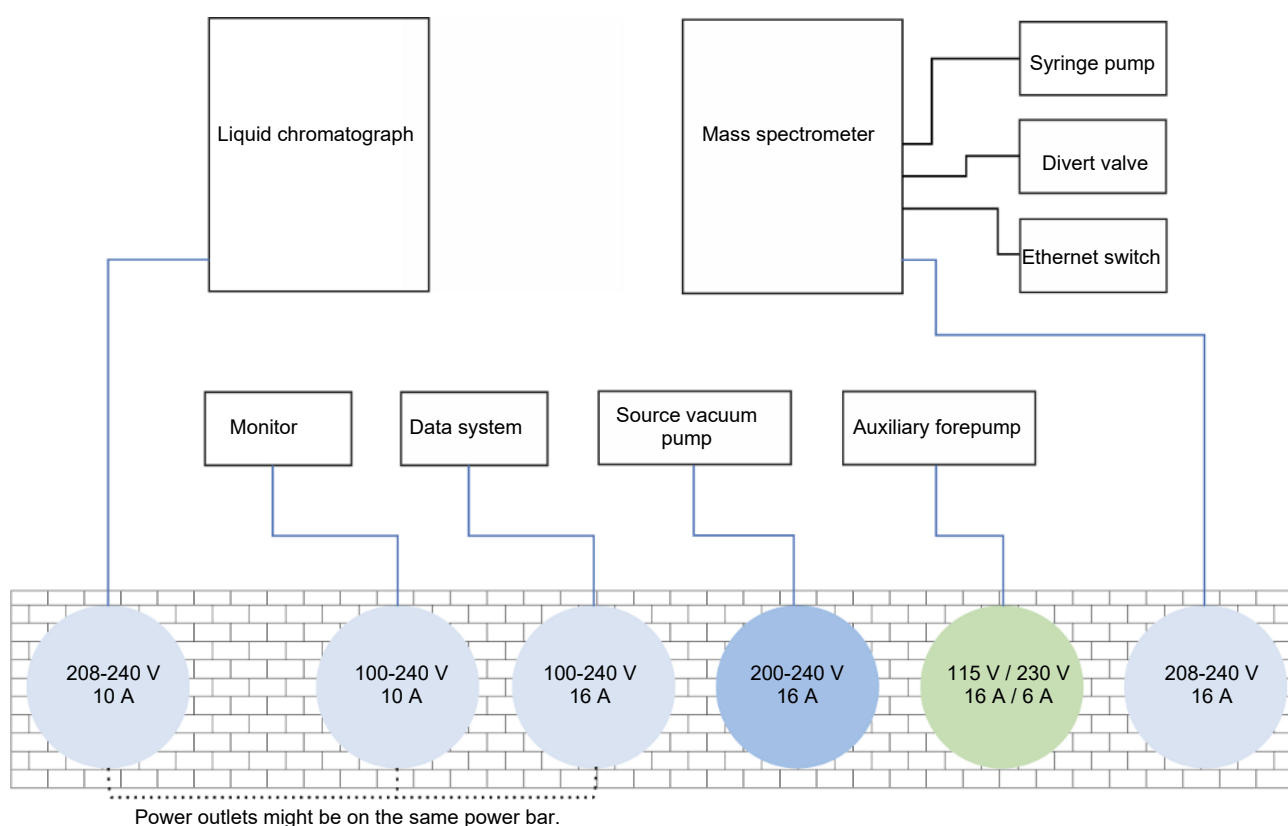 Syringe pump
Liquid chromatograph
Mass spectrometer
Divert valve
Ethernet switch
Monitor
Data system
Source vacuum
pump
Auxiliary forepump
208-240 V
10 A
100-240 V
10 A
100-240 V
16 A
200-240 V
16 A
115 V / 230 V
16 A / 6 A
208-240 V
16 A
Power outlets might be on the same power bar.